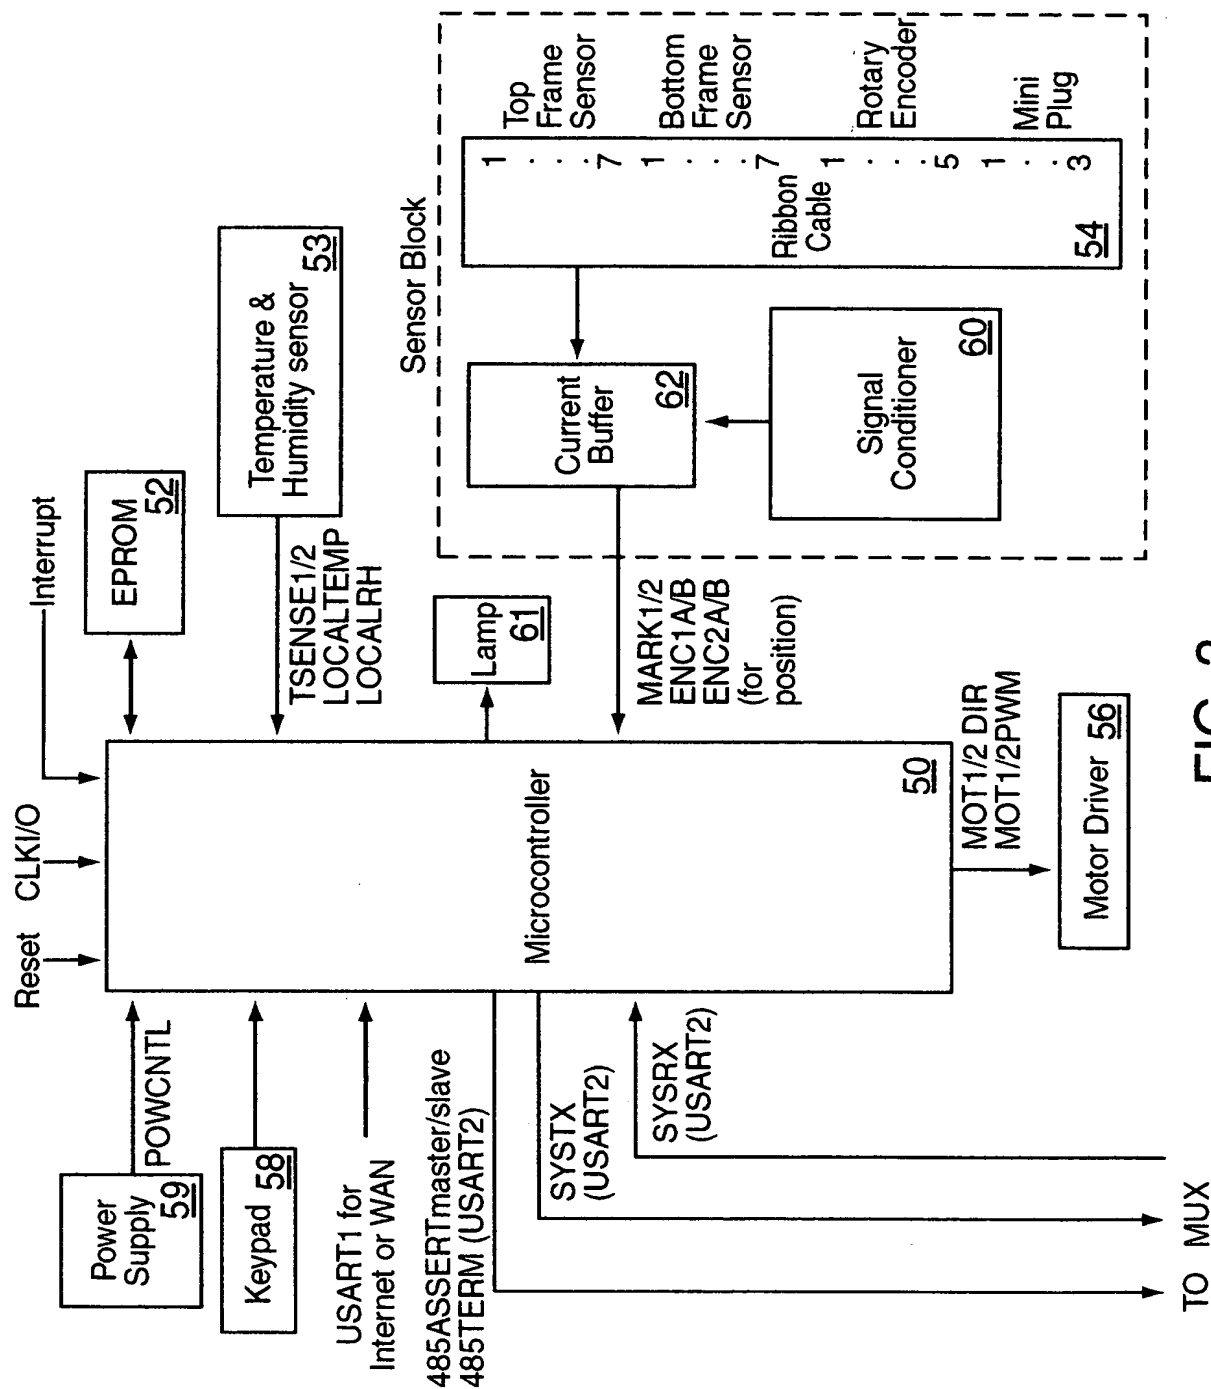 Reset
CLKI/O
Interrupt
Power
Supply
59
POWCNTL
Keypad
58
USART1 for
Internet or WAN
485ASSERTmaster/slave
485TERM (USART2)
SYSTX
(USART2)
SYSRX
(USART2)
TO MUX
Microcontroller
50
EPROM
52
Temperature &
Humidity sensor
53
TSENSE1/2
LOCALTEMP
LOCALRH
Lamp
61
MARK1/2
ENC1A/B
ENC2A/B
(for
position)
MOT1/2 DIR
MOT1/2PWM
Motor Driver 56
Sensor Block
Current
Buffer
62
Signal
Conditioner
60
Ribbon
Cable
54
1 . . . 7
Top
Frame
Sensor
1 . . . 7
Bottom
Frame
Sensor
1 . . . 5
Rotary
Encoder
1 . . 3
Mini
Plug